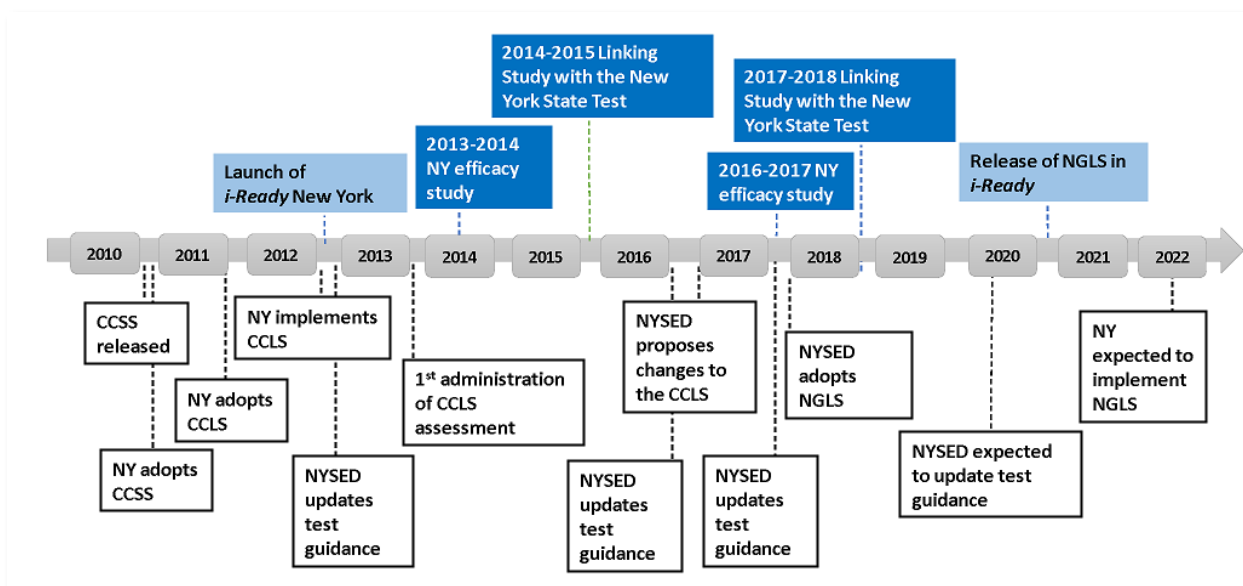 2014-2015 Linking
Study with the New
York State Test
2017-2018 Linking
Study with the New
York State Test
2013-2014
NY efficacy
study
Launch of
i-Ready New York
2016-2017 NY
efficacy study
Release of NGLS in
i-Ready
2010
2011
2012
2013
2014
2015
2016
2017
2018
2019
2020
2021
2022
CCSS
released
NY adopts
CCSS
NY adopts
CCLS
NY implements
CCLS
NYSED
updates
test
guidance
1st administration
of CCLS
assessment
NYSED
proposes
changes to
the CCLS
NYSED
updates
test
guidance
NYSED
updates
test
guidance
NYSED
adopts
NGLS
NYSED expected
to update test
guidance
NY
expected to
implement
NGLS